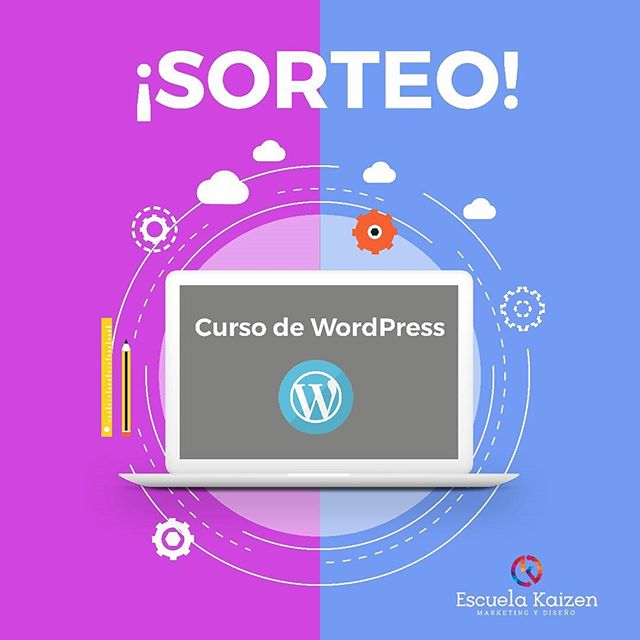 ¡SORTEO!
Curso de WordPress
W
Escuela Kaizen
MARKETING Y DISEÑO